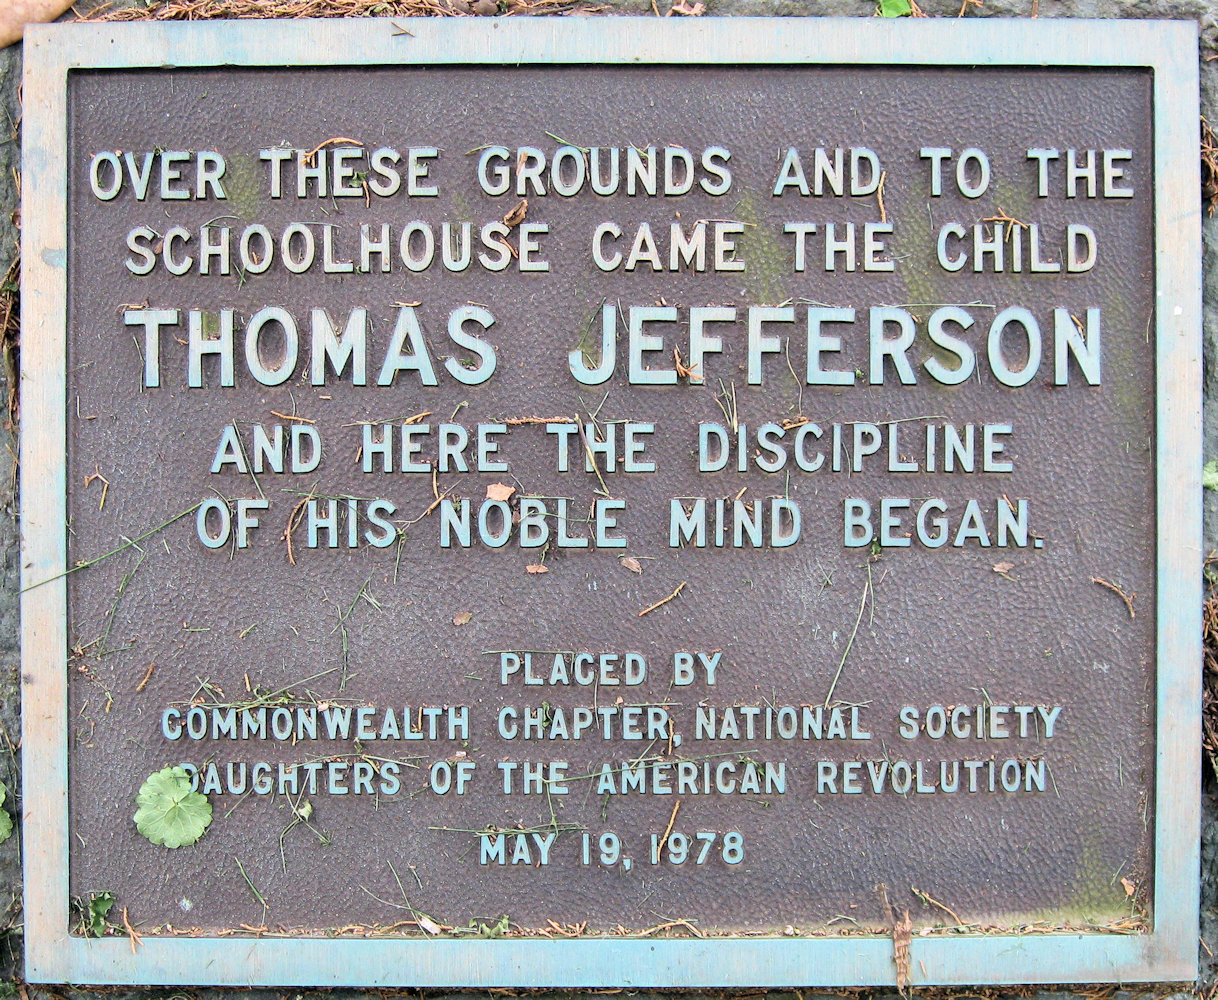 OVER THESE GROUNDS AND TO THE
SCHOOLHOUSE CAME THE CHILD
THOMAS JEFFERSON
AND HERE THE DISCIPLINE
OF HIS NOBLE MIND BEGAN.
PLACED BY
COMMONWEALTH CHAPTER, NATIONAL SOCIETY
DAUGHTERS OF THE AMERICAN REVOLUTION
MAY 19, 1978